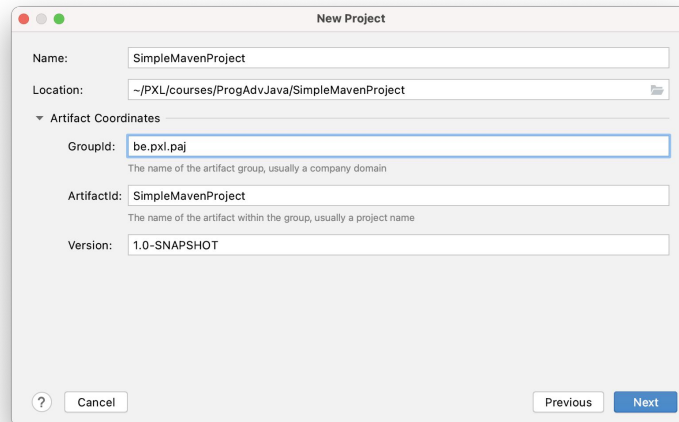 New Project
Name: SimpleMavenProject
Location: ~/PXL/courses/ProgAdvJava/SimpleMavenProject
Artifact Coordinates
GroupId: be.pxl.paj
The name of the artifact group, usually a company domain
ArtifactId: SimpleMavenProject
The name of the artifact within the group, usually a project name
Version: 1.0-SNAPSHOT
? Cancel Previous Next